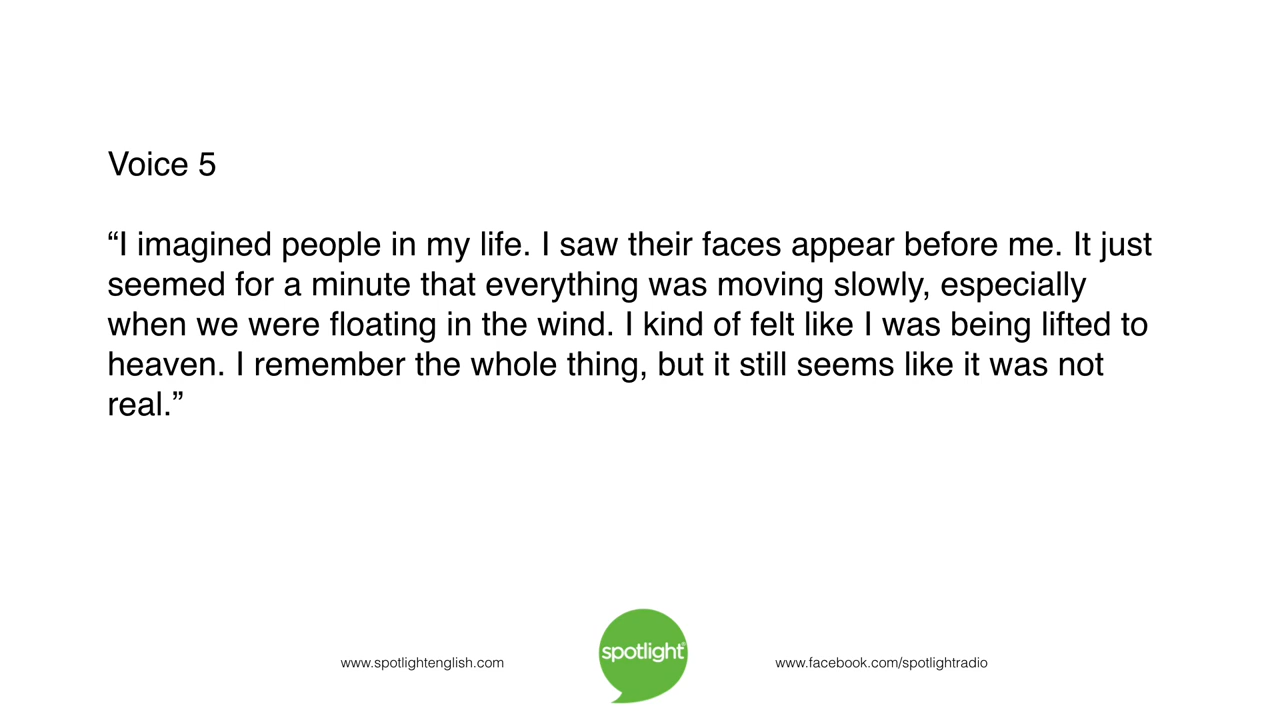 Voice 5
“I imagined people in my life. I saw their faces appear before me. It just
seemed for a minute that everything was moving slowly, especially
when we were floating in the wind. I kind of felt like I was being lifted to
heaven. I remember the whole thing, but it still seems like it was not
real.”
spotlight
www.spotlightenglish.com
www.facebook.com/spotlightradio